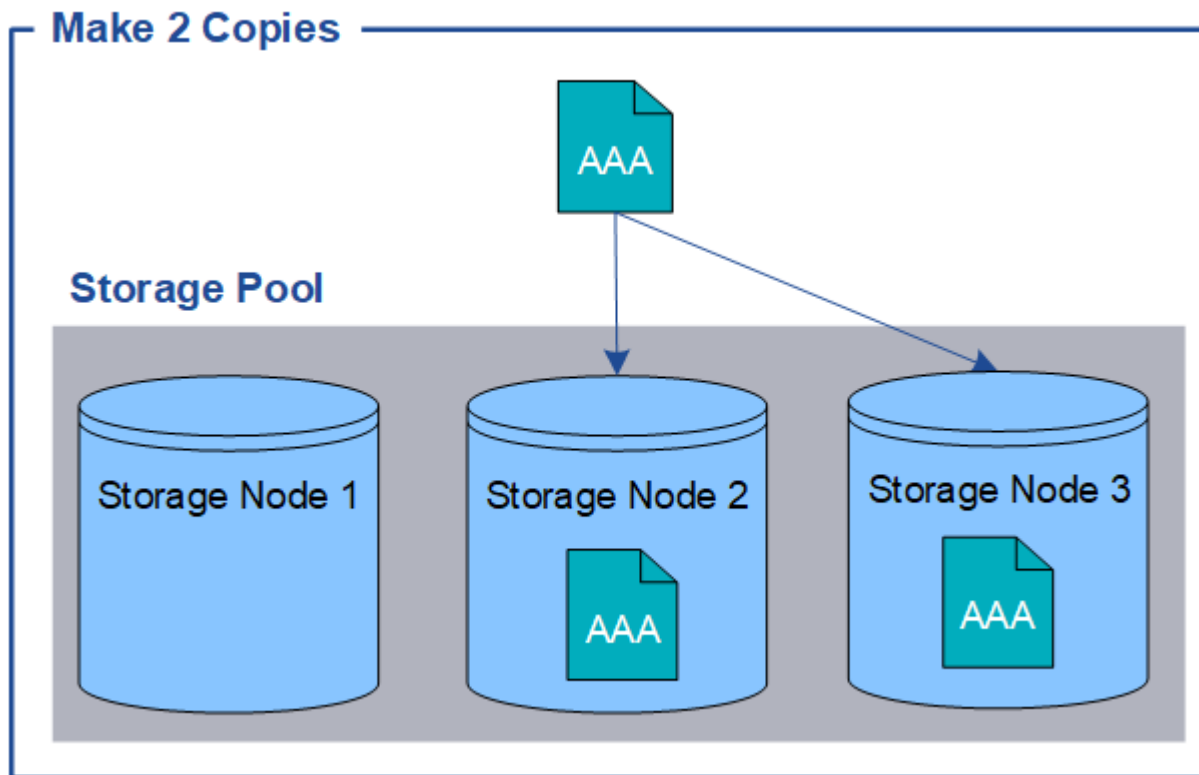 Make 2 Copies
AAA
Storage Pool
Storage Node 1
Storage Node 2
Storage Node 3
AAA
AAA